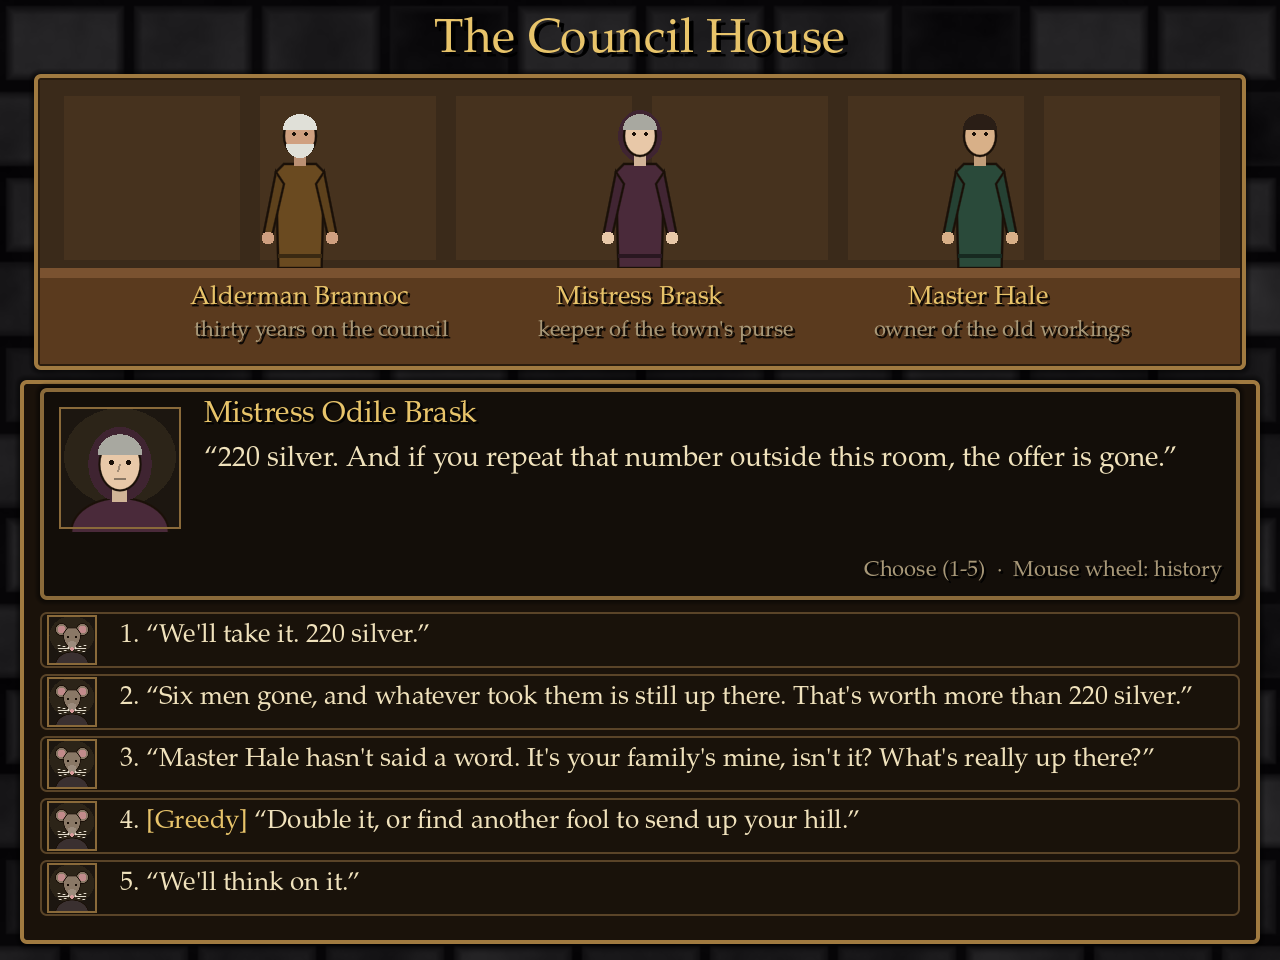 The Council House
Alderman Brannoc
thirty years on the council
Mistress Brask
keeper of the town's purse
Master Hale
owner of the old workings
Mistress Odile Brask
“220 silver. And if you repeat that number outside this room, the offer is gone.”
Choose (1-5) · Mouse wheel: history
1. “We'll take it. 220 silver.”
2. “Six men gone, and whatever took them is still up there. That's worth more than 220 silver.”
3. “Master Hale hasn't said a word. It's your family's mine, isn't it? What's really up there?”
4. [Greedy] “Double it, or find another fool to send up your hill.”
5. “We'll think on it.”